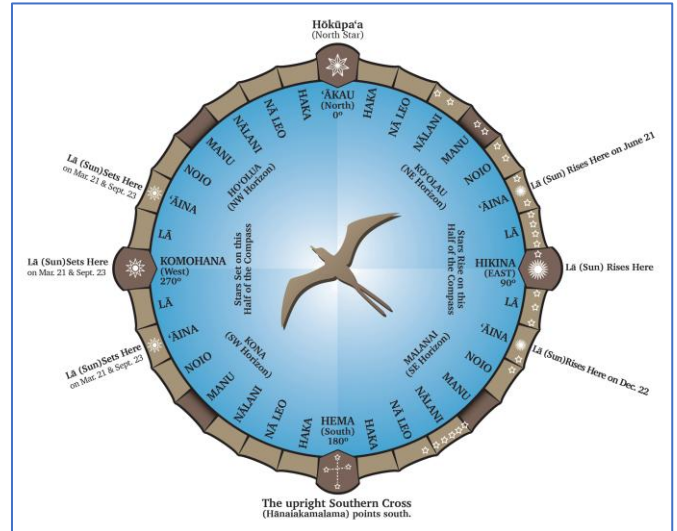 Hōkūpaʻa
(North Star)
ʻĀKAU
(North)
0º
HAKA
NĀ LEO
NĀLANI
MANU
NOIO
ʻĀINA
LĀ
KOʻOLAU
(NE Horizon)
Lā (Sun) Rises Here on June 21
Stars Rise on this
Half of the Compass
HIKINA
(EAST)
90º
Lā (Sun) Rises Here
LĀ
ʻĀINA
NOIO
MANU
NĀLANI
NĀ LEO
HAKA
MALANAI
(SE Horizon)
Lā (Sun)Rises Here on Dec. 22
HEMA
(South)
180º
The upright Southern Cross
(Hānaiakamalama) points south.
HAKA
NĀ LEO
NĀLANI
MANU
NOIO
ʻĀINA
LĀ
KONA
(SW Horizon)
Lā (Sun)Sets Here
on Mar. 21 & Sept. 23
Stars Set on this
Half of the Compass
KOMOHANA
(West)
270º
Lā (Sun)Sets Here
on Mar. 21 & Sept. 23
LĀ
ʻĀINA
NOIO
MANU
NĀLANI
NĀ LEO
HAKA
HOʻOLUA
(NW Horizon)
Lā (Sun)Sets Here
on Mar. 21 & Sept. 23